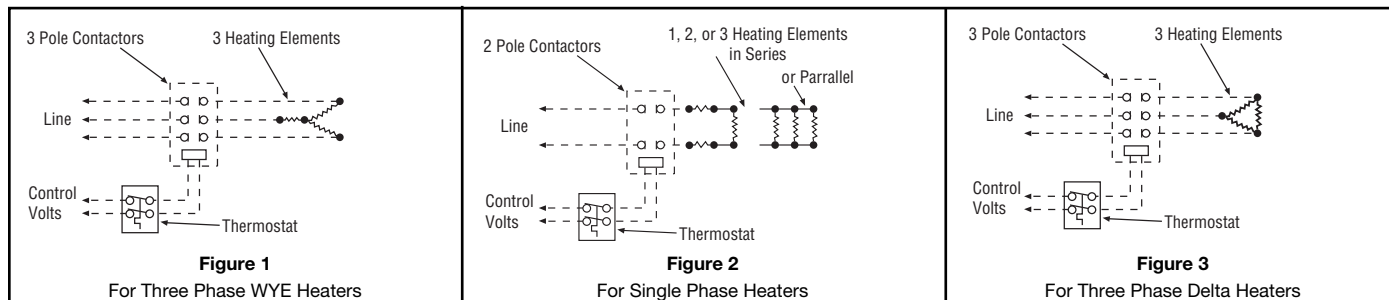 3 Pole Contactors
3 Heating Elements
Line
Control
Volts
Thermostat
Figure 1
For Three Phase WYE Heaters
2 Pole Contactors
1, 2, or 3 Heating Elements
in Series
or Parrallel
Line
Control
Volts
Thermostat
Figure 2
For Single Phase Heaters
3 Pole Contactors
3 Heating Elements
Line
Control
Volts
Thermostat
Figure 3
For Three Phase Delta Heaters